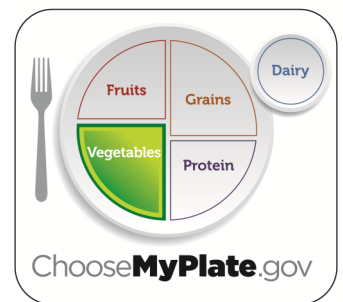 Dairy
Fruits
Grains
Vegetables
Protein
ChooseMyPlate.gov